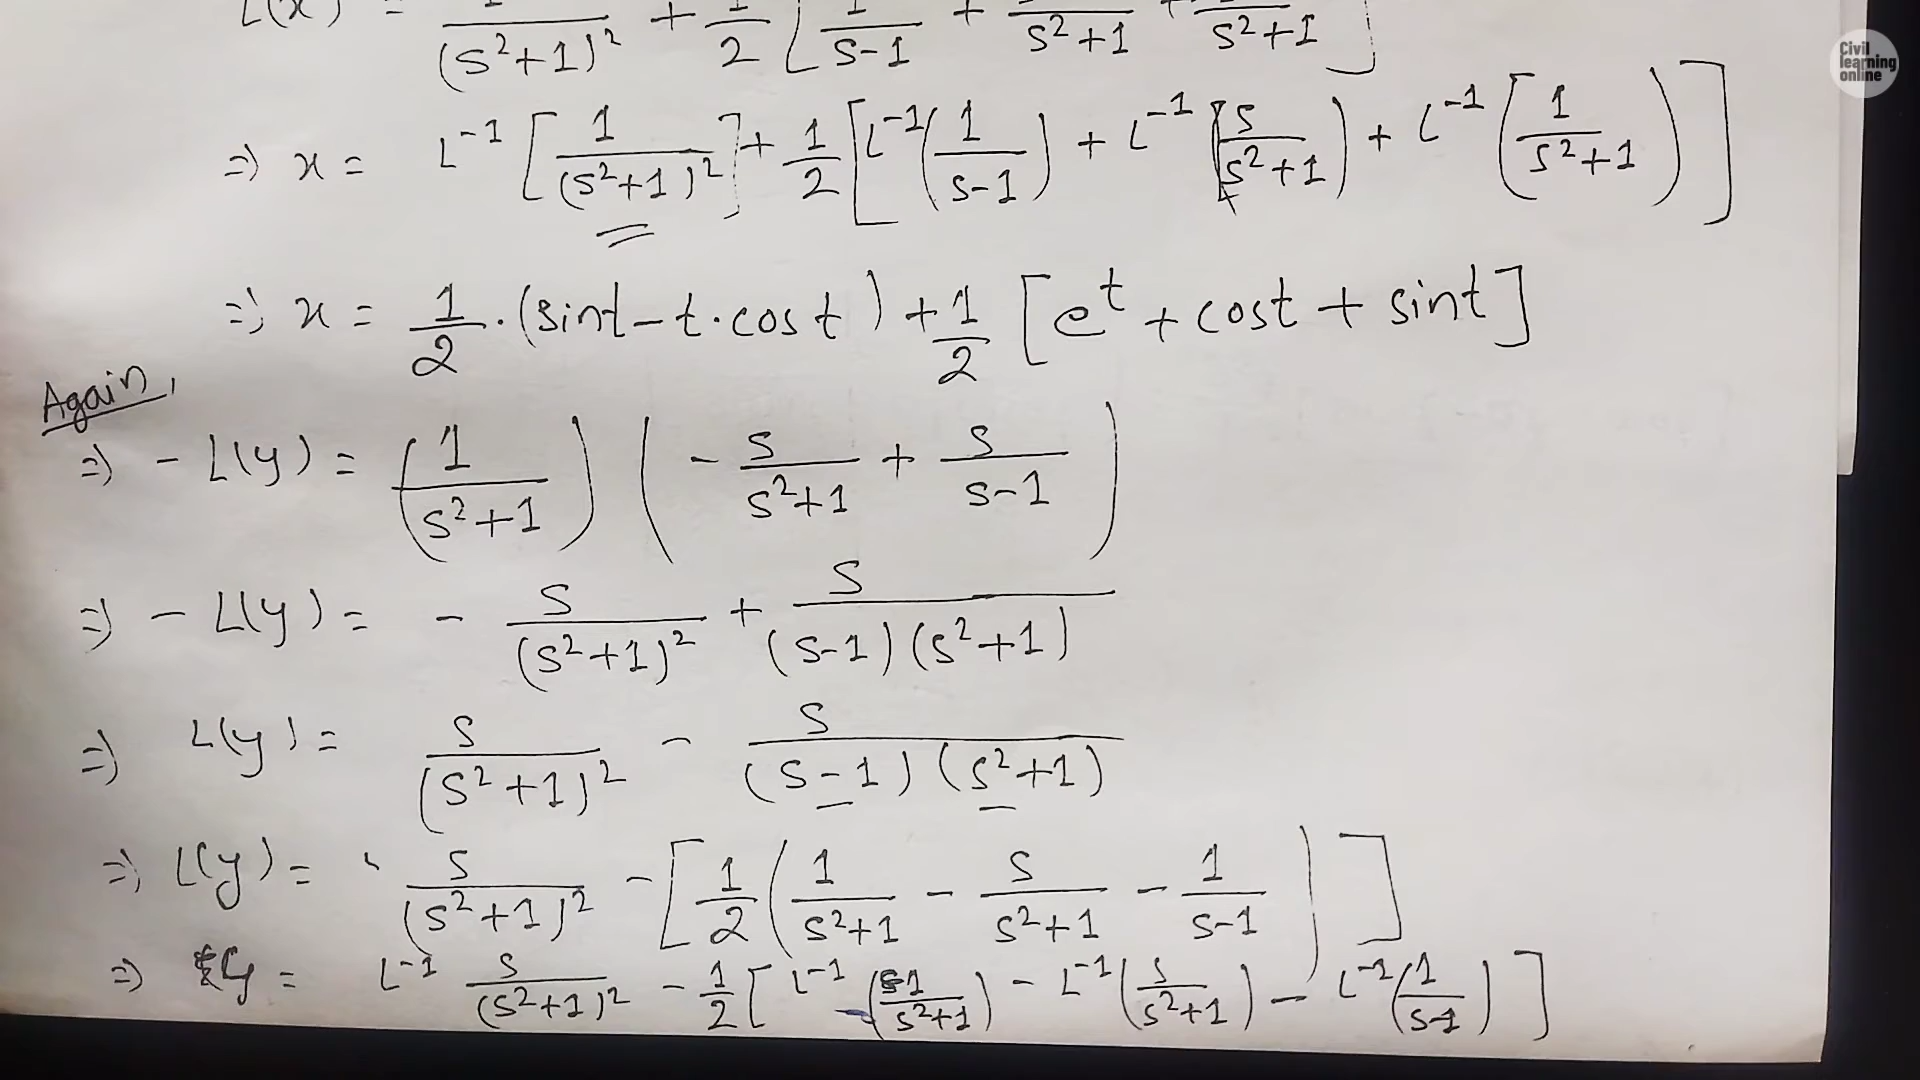 L(x) = 1/(s²+1)² + 1/2 [ 1/s-1 + s/s²+1 + 1/s²+1 ]
Civil learning online
=> x = L⁻¹ [ 1/(s²+1)² ] + 1/2 [ L⁻¹ ( 1/s-1 ) + L⁻¹ ( s/s²+1 ) + L⁻¹ ( 1/s²+1 ) ]
=> x = 1/2 · (sint - t·cost) + 1/2 [ e^t + cost + sint ]
Again,
=> - L(y) = ( 1/s²+1 ) ( - s/s²+1 + s/s-1 )
=> - L(y) = - s/(s²+1)² + s/(s-1)(s²+1)
=> L(y) = s/(s²+1)² - s/(s-1)(s²+1)
=> L(y) = s/(s²+1)² - [ 1/2 ( 1/s²+1 - s/s²+1 - 1/s-1 ) ]
=> y = L⁻¹ s/(s²+1)² - 1/2 [ L⁻¹ ( 1/s²+1 ) - L⁻¹ ( s/s²+1 ) - L⁻¹ ( 1/s-1 ) ]